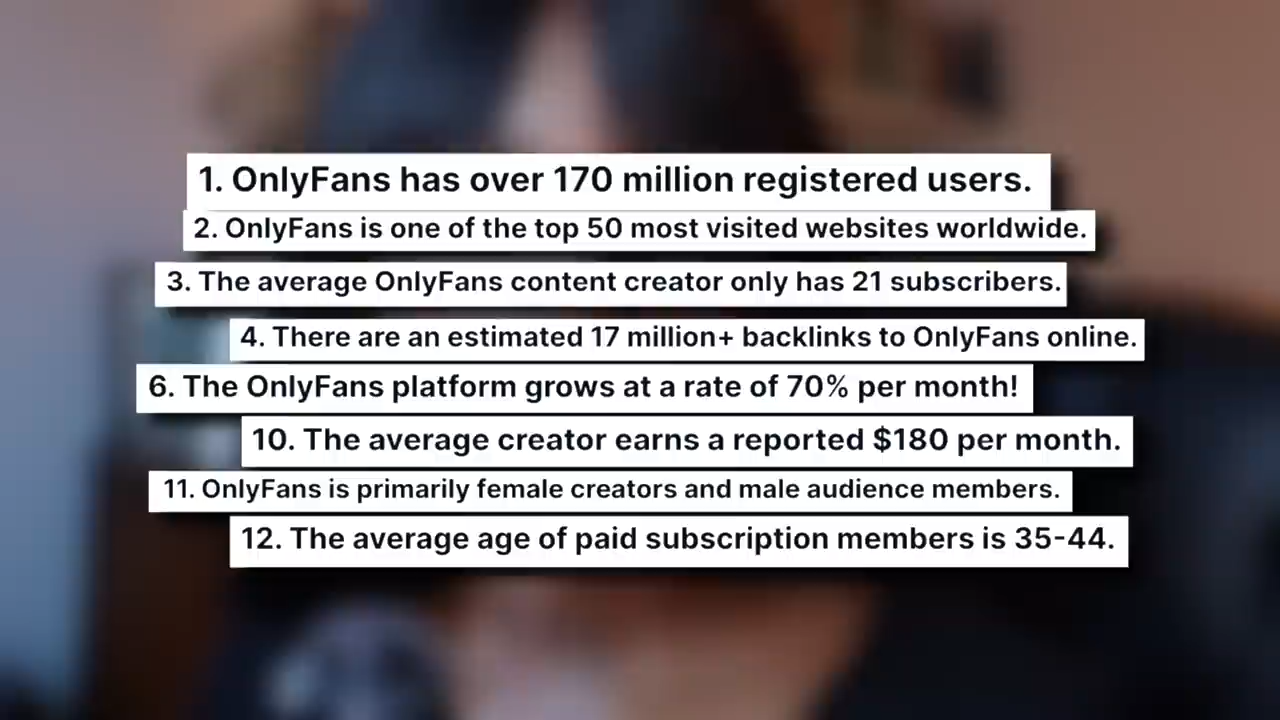 1. OnlyFans has over 170 million registered users.
2. OnlyFans is one of the top 50 most visited websites worldwide.
3. The average OnlyFans content creator only has 21 subscribers.
4. There are an estimated 17 million+ backlinks to OnlyFans online.
6. The OnlyFans platform grows at a rate of 70% per month!
10. The average creator earns a reported $180 per month.
11. OnlyFans is primarily female creators and male audience members.
12. The average age of paid subscription members is 35-44.